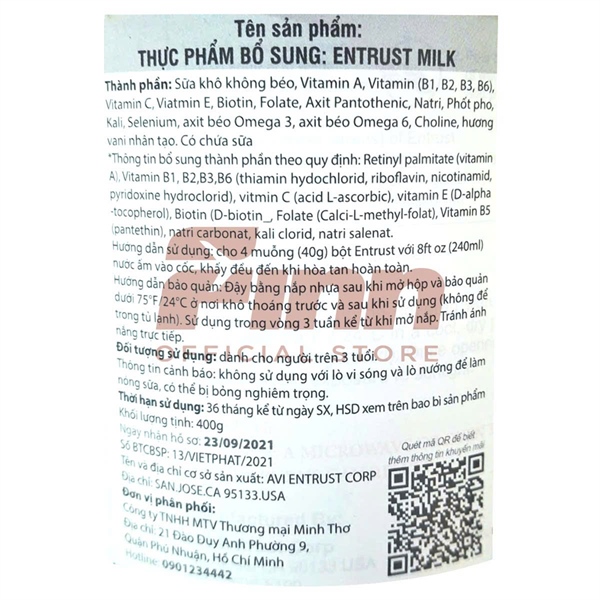 Tên sản phẩm:
THỰC PHẨM BỔ SUNG: ENTRUST MILK
Thành phần: Sữa khô không béo, Vitamin A, Vitamin (B1, B2, B3, B6),
Vitamin C, Viatmin E, Biotin, Folate, Axit Pantothenic, Natri, Phốt pho,
Kali, Selenium, axit béo Omega 3, axit béo Omega 6, Choline, hương
vani nhân tạo. Có chứa sữa
*Thông tin bổ sung thành phần theo quy định: Retinyl palmitate (vitamin
A). Vitamin B1, B2,B3,B6 (thiamin hydochlorid, riboflavin, nicotinamid,
pyridoxine hydroclorid), vitmin C (acid L-ascorbic), vitamin E (D-alpha
-tocopherol), Biotin (D-biotin_, Folate (Calci-L-methyl-folat), Vitamin B5
(pantethin), natri carbonat, kali clorid, natri salenat.
Hướng dẫn sử dụng: cho 4 muỗng (40g) bột Entrust với 8ft oz (240ml)
nước ấm vào cốc, khấy đều đến khi hòa tan hoàn toàn.
Hướng dẫn bảo quản: Đậy bằng nắp nhựa sau khi mở hộp và bảo quản
dưới 75°F/ 24°C ở nơi khô thoáng trước và sau khi sử dụng (không để
trong tủ lạnh). Sử dụng trong vòng 3 tuần kể từ khi mở nắp. Tránh ánh
nắng trực tiếp.
Đối tượng sử dụng: dành cho người trên 3 tuổi.
Thông tin cảnh báo: không sử dụng với lò vi sóng và lò nướng để làm
nóng sữa, có thể bị bỏng nghiêm trọng.
Thời hạn sử dụng: 36 tháng kể từ ngày SX, HSD xem trên bao bì sản phẩm
Khối lượng tịnh: 400g
Ngày nhận hồ sơ: 23/09/2021
Số BTCBSP: 13/VIETPHAT/2021
Tên và địa chỉ cơ sở sản xuất: AVI ENTRUST CORP
Địa chỉ: SAN.JOSE.CA 95133.USA
Đơn vị phân phối:
Công ty TNHH MTV Thương mại Minh Thơ
Địa chỉ: 21 Đào Duy Anh Phường 9,
Quận Phú Nhuận, Hồ Chí Minh
Hotline: 0901234442
Quét mã QR để biết
thêm thông tin khuyến mãi
Minn
OFFICIAL STORE